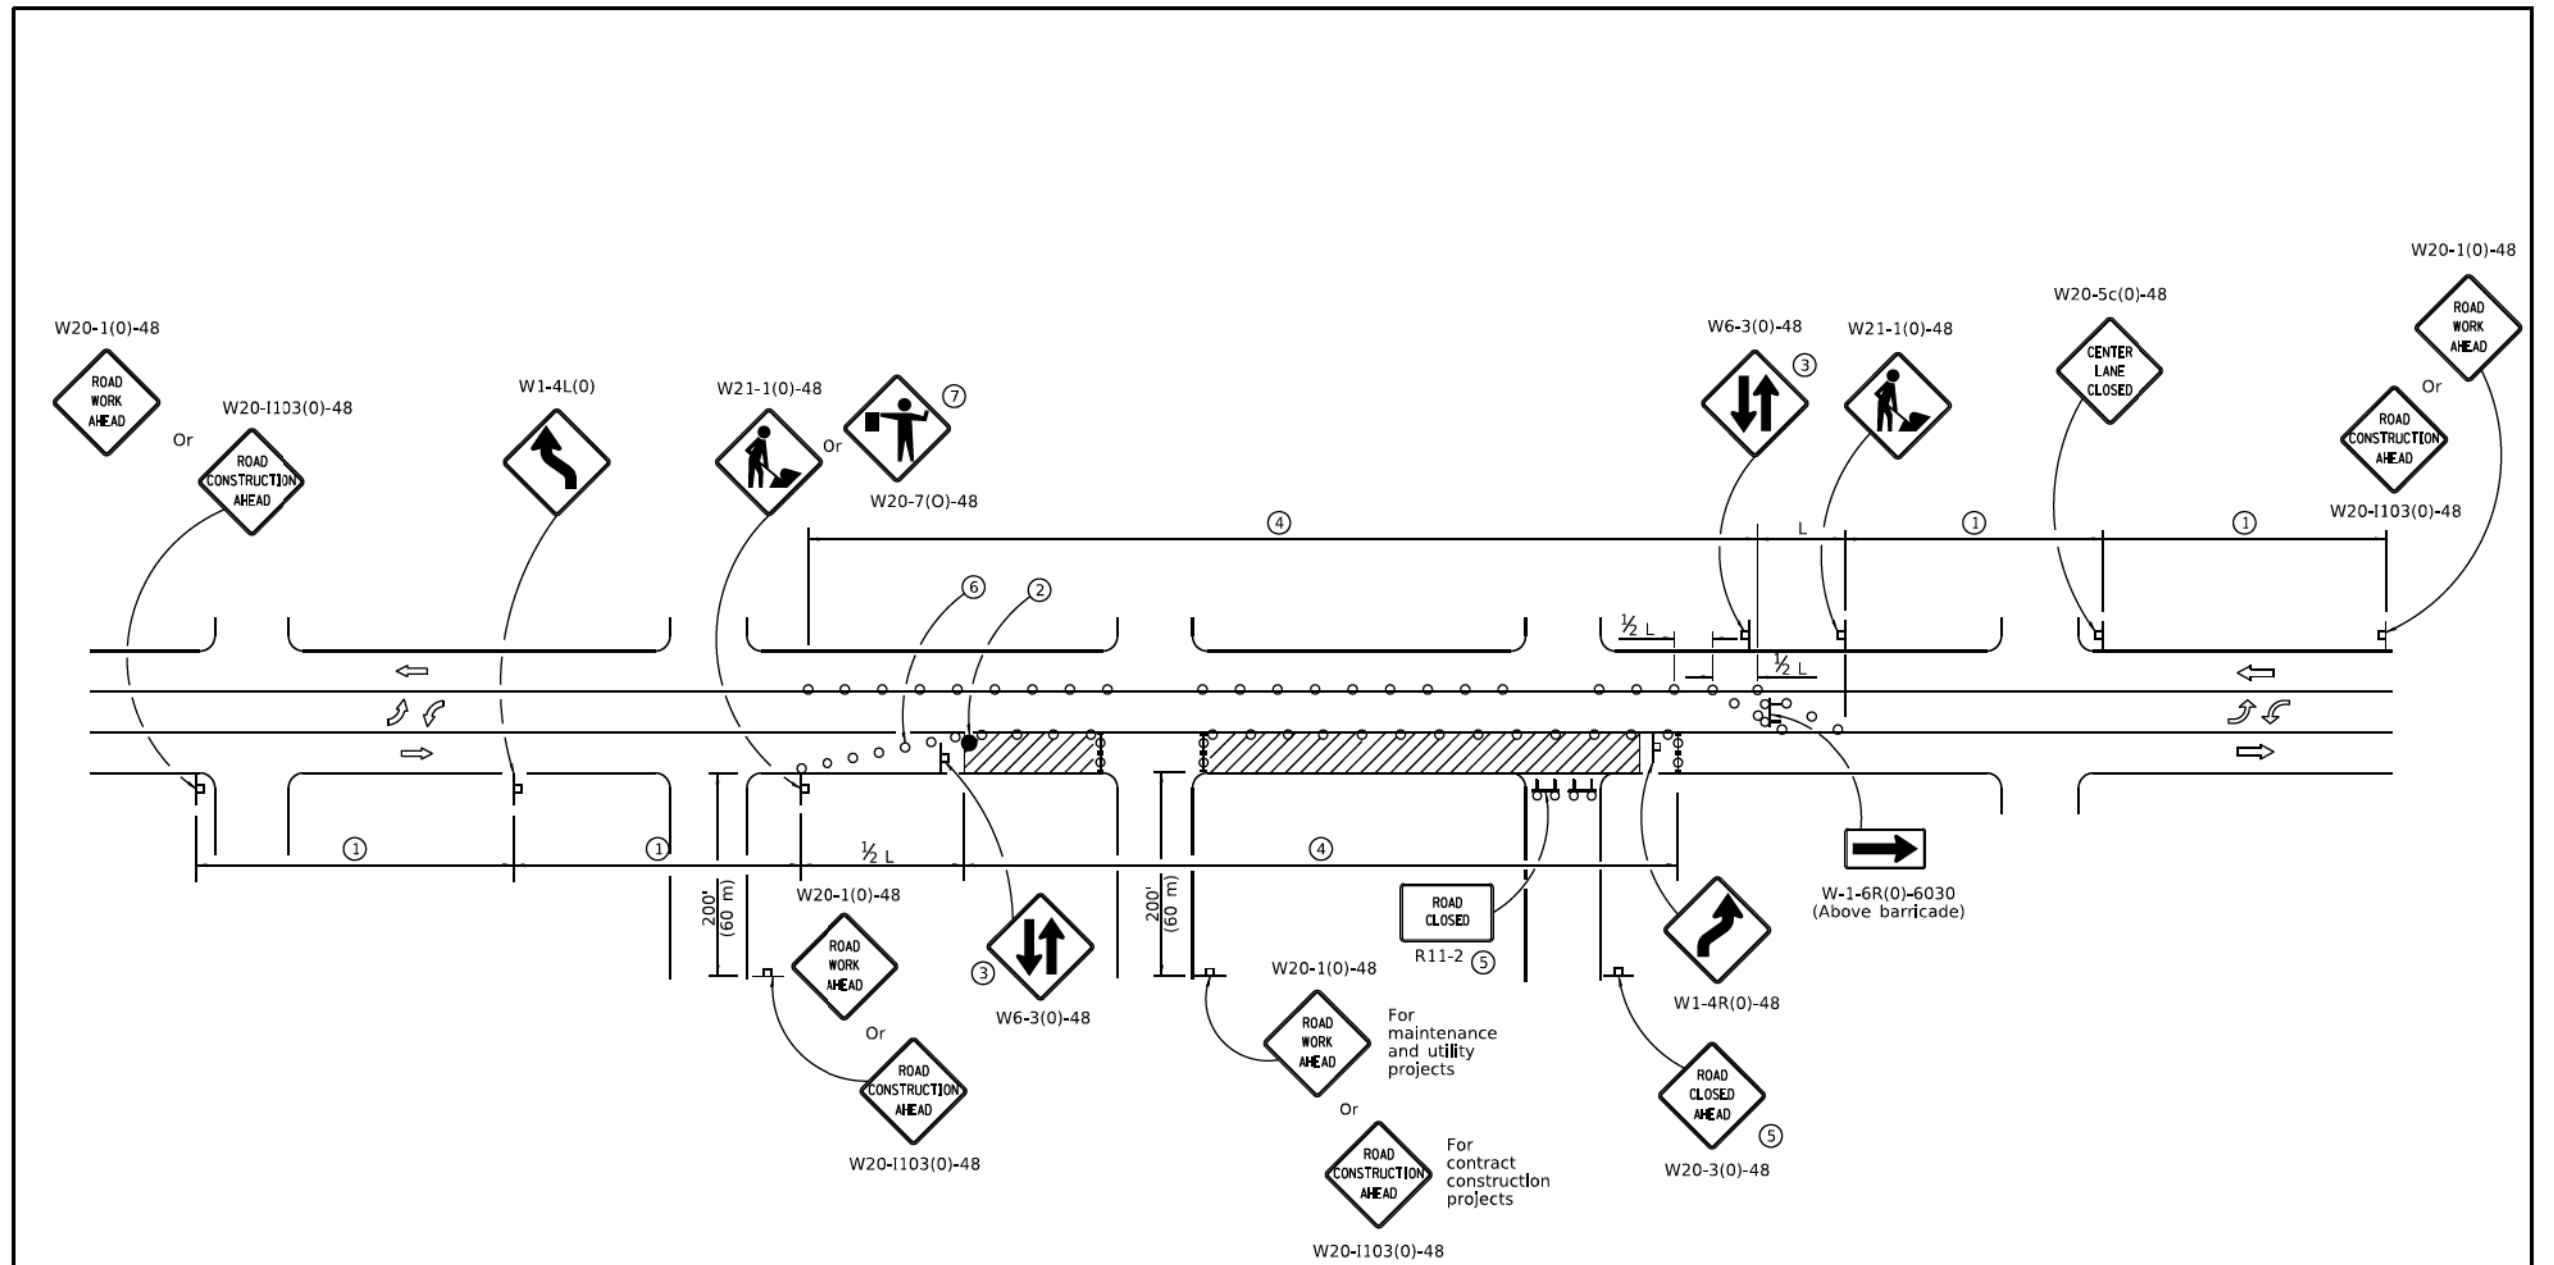 W20-1(0)-48
W20-1(0)-48
ROAD
WORK
AHEAD
W20-5c(0)-48
CENTER
LANE
CLOSED
Or
ROAD
CONSTRUCTION
AHEAD
W20-I103(0)-48
ROAD
WORK
AHEAD
Or
W20-I103(0)-48
ROAD
CONSTRUCTION
AHEAD
W1-4L(0)
W21-1(0)-48
Or
7
W20-7(O)-48
W6-3(0)-48
3
W21-1(0)-48
4
L
1
1
6
2
½ L
½ L
1
1
½ L
4
200'
(60 m)
200'
(60 m)
W20-1(0)-48
ROAD
WORK
AHEAD
Or
ROAD
CONSTRUCTION
AHEAD
W20-I103(0)-48
3
W6-3(0)-48
W20-1(0)-48
ROAD
WORK
AHEAD
For
maintenance
and utility
projects
Or
ROAD
CONSTRUCTION
AHEAD
For
contract
construction
projects
W20-I103(0)-48
ROAD
CLOSED
R11-2 5
W1-4R(0)-48
ROAD
CLOSED
AHEAD
5
W20-3(0)-48
W-1-6R(0)-6030
(Above barricade)